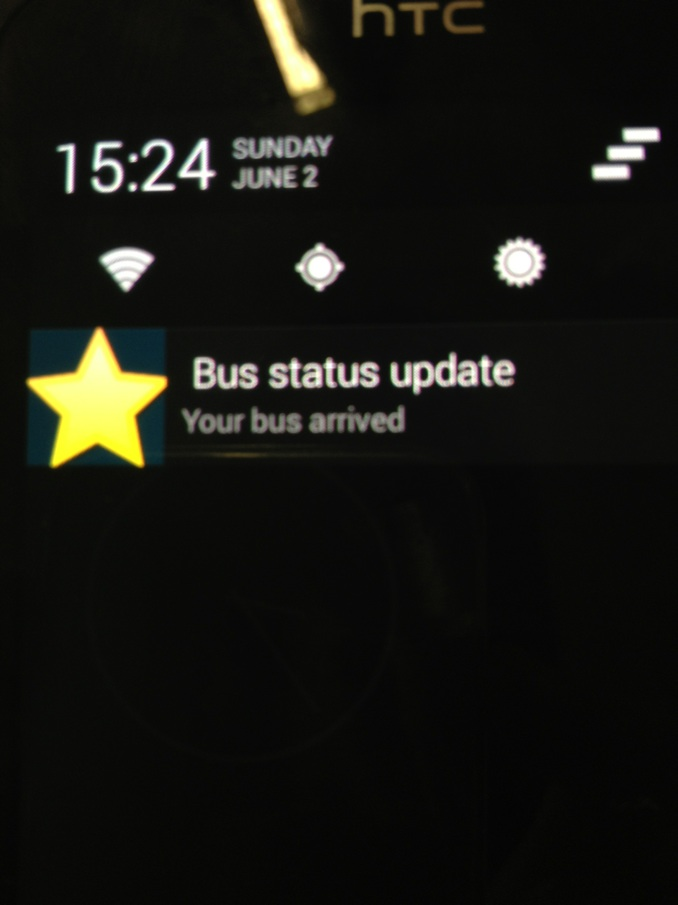 hTC
15:24 SUNDAY
JUNE 2
Bus status update
Your bus arrived